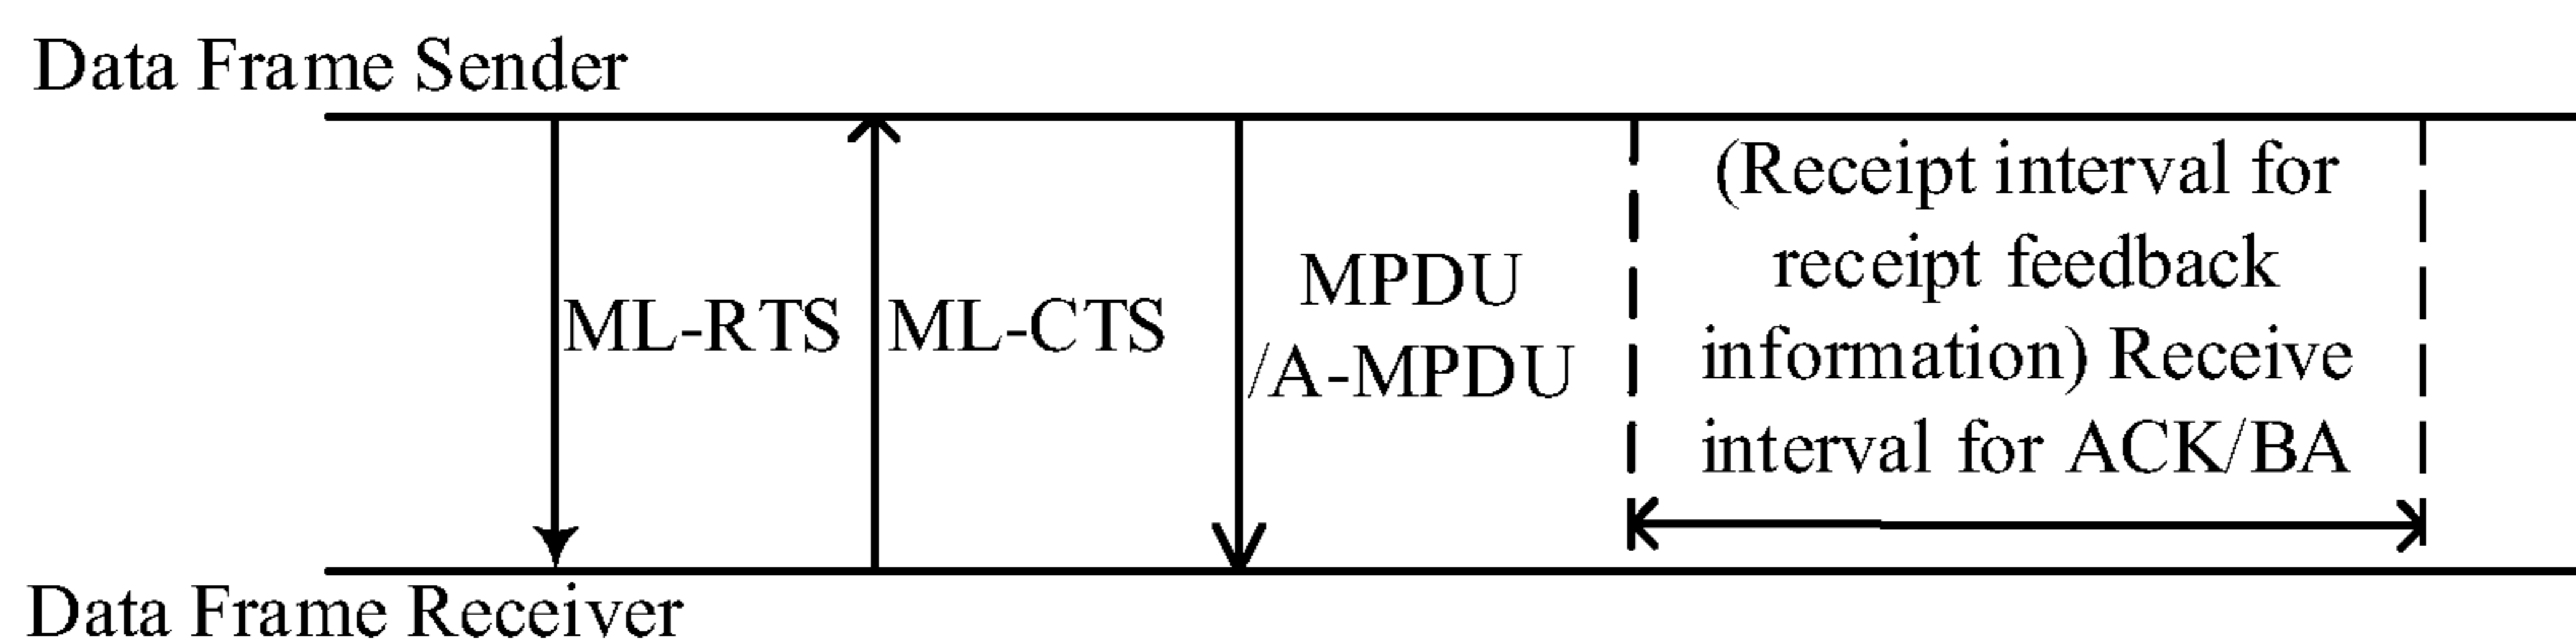 Data Frame Sender
ML-RTS
ML-CTS
MPDU
/A-MPDU
(Receipt interval for
receipt feedback
information) Receive
interval for ACK/BA
Data Frame Receiver